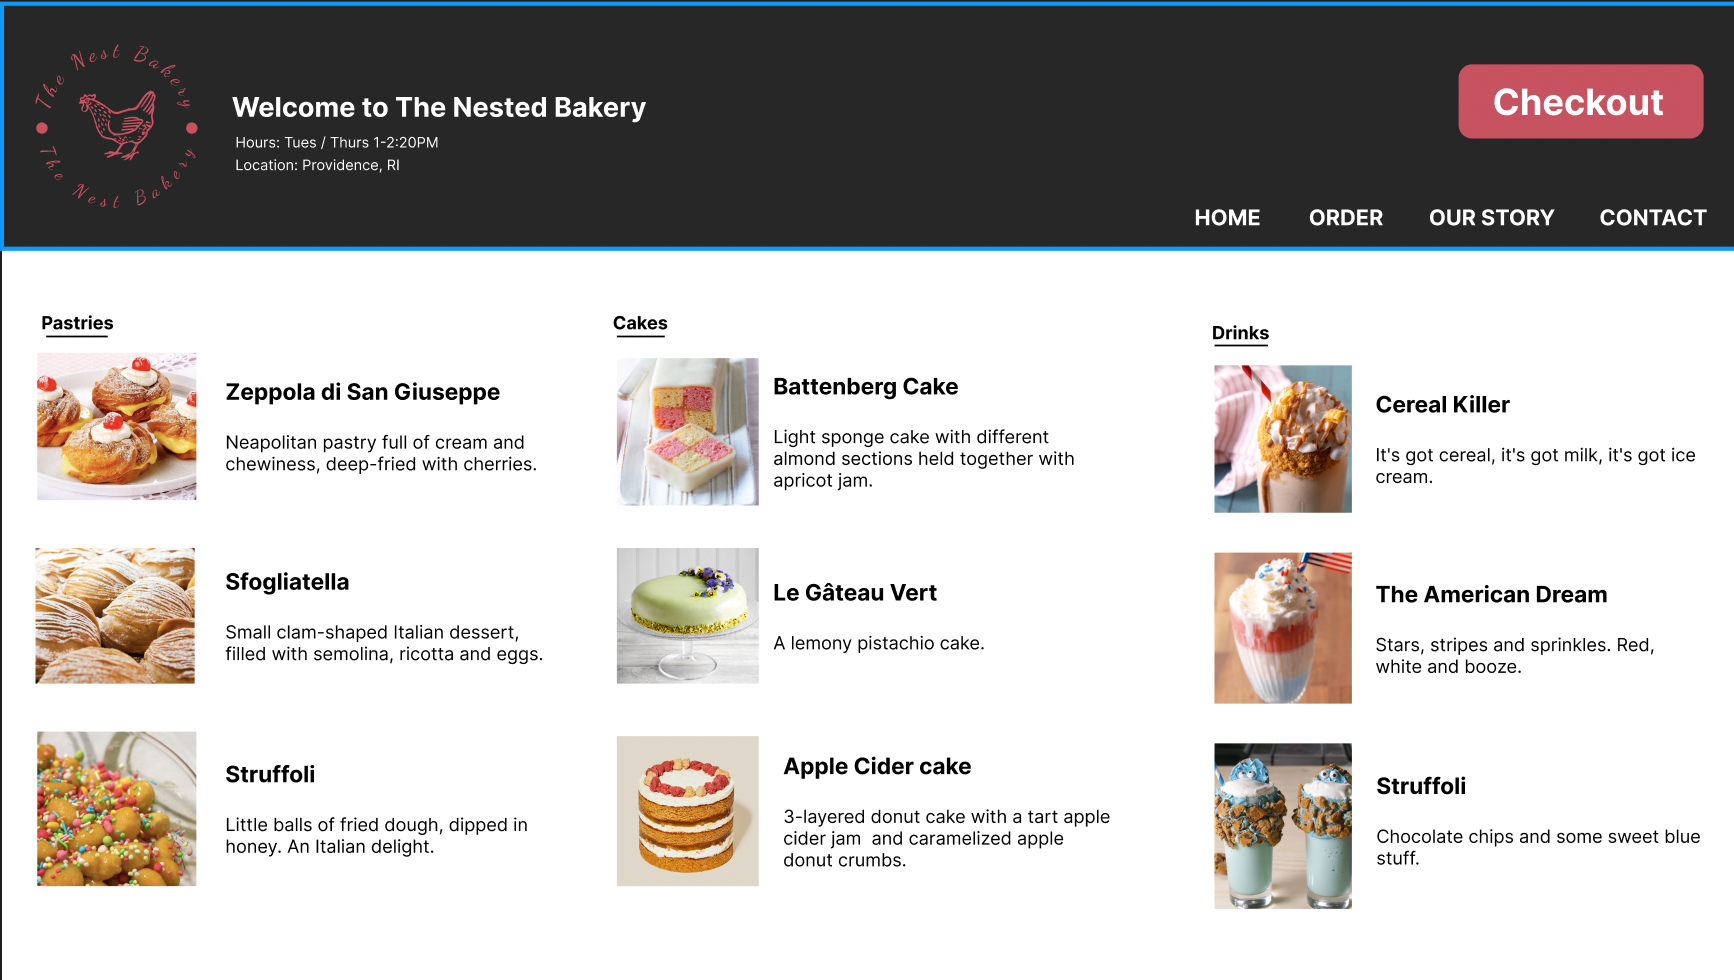 The Nest Bakery
The Nest Bakery
Welcome to The Nested Bakery
Hours: Tues / Thurs 1-2:20PM
Location: Providence, RI
Checkout
HOME ORDER OUR STORY CONTACT
Pastries
Zeppola di San Giuseppe
Neapolitan pastry full of cream and
chewiness, deep-fried with cherries.
Sfogliatella
Small clam-shaped Italian dessert,
filled with semolina, ricotta and eggs.
Struffoli
Little balls of fried dough, dipped in
honey. An Italian delight.
Cakes
Battenberg Cake
Light sponge cake with different
almond sections held together with
apricot jam.
Le Gâteau Vert
A lemony pistachio cake.
Apple Cider cake
3-layered donut cake with a tart apple
cider jam  and caramelized apple
donut crumbs.
Drinks
Cereal Killer
It's got cereal, it's got milk, it's got ice
cream.
The American Dream
Stars, stripes and sprinkles. Red,
white and booze.
Struffoli
Chocolate chips and some sweet blue
stuff.